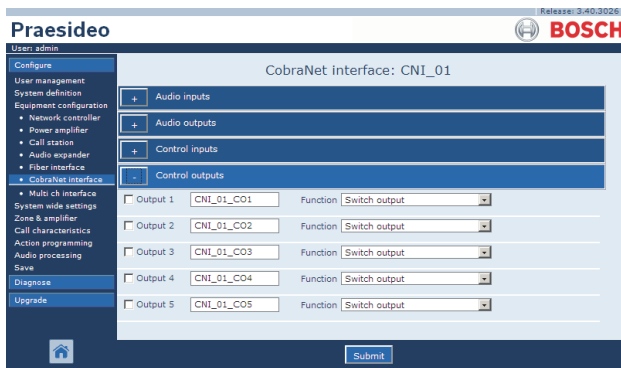 Release: 3.40.3026
Praesideo
BOSCH
User: admin
Configure
User management
System definition
Equipment configuration
• Network controller
• Power amplifier
• Call station
• Audio expander
• Fiber interface
• CobraNet interface
• Multi ch interface
System wide settings
Zone & amplifier
Call characteristics
Action programming
Audio processing
Save
Diagnose
Upgrade
CobraNet interface: CNI_01
+ Audio inputs
+ Audio outputs
+ Control inputs
- Control outputs
Output 1 CNI_01_CO1 Function Switch output
Output 2 CNI_01_CO2 Function Switch output
Output 3 CNI_01_CO3 Function Switch output
Output 4 CNI_01_CO4 Function Switch output
Output 5 CNI_01_CO5 Function Switch output
Submit